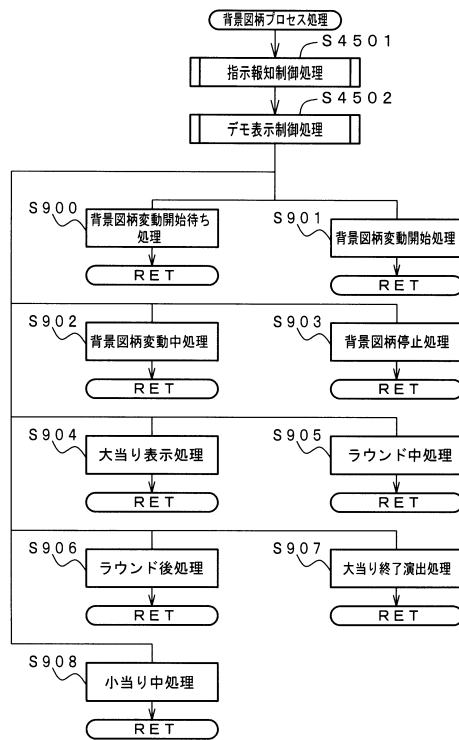 背景図柄プロセス処理
S4501
指示報知制御処理
S4502
デモ表示制御処理
S900
背景図柄変動開始待ち
処理
RET
S901
背景図柄変動開始処理
RET
S902
背景図柄変動中処理
RET
S903
背景図柄停止処理
RET
S904
大当り表示処理
RET
S905
ラウンド中処理
RET
S906
ラウンド後処理
RET
S907
大当り終了演出処理
RET
S908
小当り中処理
RET